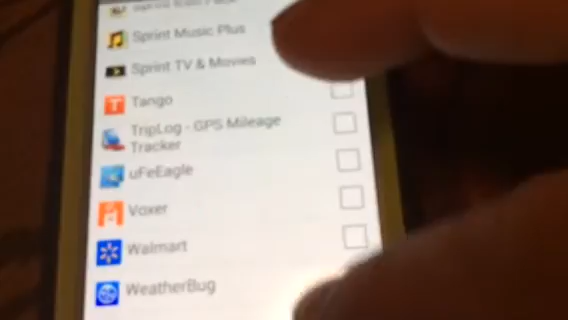 Sprint Music Plus
Sprint TV & Movies
Tango
TripLog - GPS Mileage
Tracker
uFeEagle
Voxer
Walmart
WeatherBug